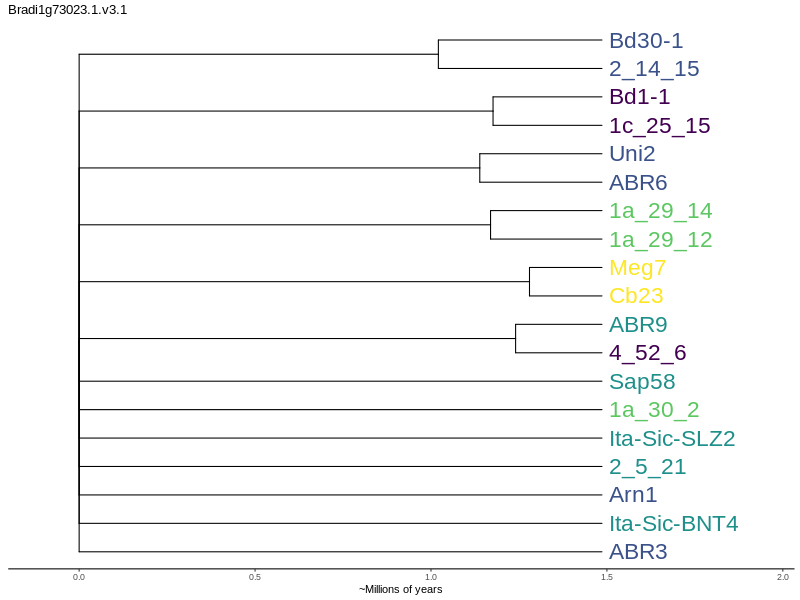 Bradi1g73023.1.v3.1
Bd30-1
2_14_15
Bd1-1
1c_25_15
Uni2
ABR6
1a_29_14
1a_29_12
Meg7
Cb23
ABR9
4_52_6
Sap58
1a_30_2
Ita-Sic-SLZ2
2_5_21
Arn1
Ita-Sic-BNT4
ABR3
0.0 0.5 1.0 1.5 2.0
~Millions of years